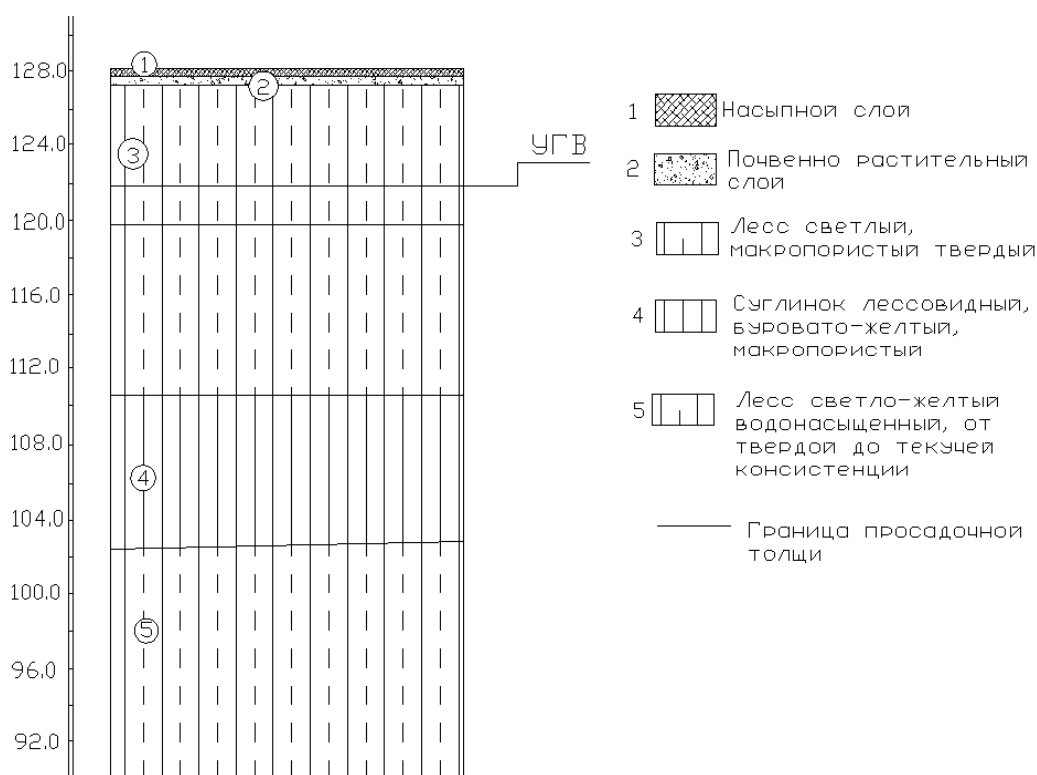 128.0
124.0
120.0
116.0
112.0
108.0
104.0
100.0
96.0
92.0
1
2
3
4
5
УГВ
1 Насыпной слой
2 Почвенно растительный
слой
3 Лесс светлый,
макропористый твердый
4 Суглинок лессовидный,
буровато-желтый,
макропористый
5 Лесс светло-желтый
водонасыщенный, от
твердой до текучей
консистенции
Граница просадочной
толщи